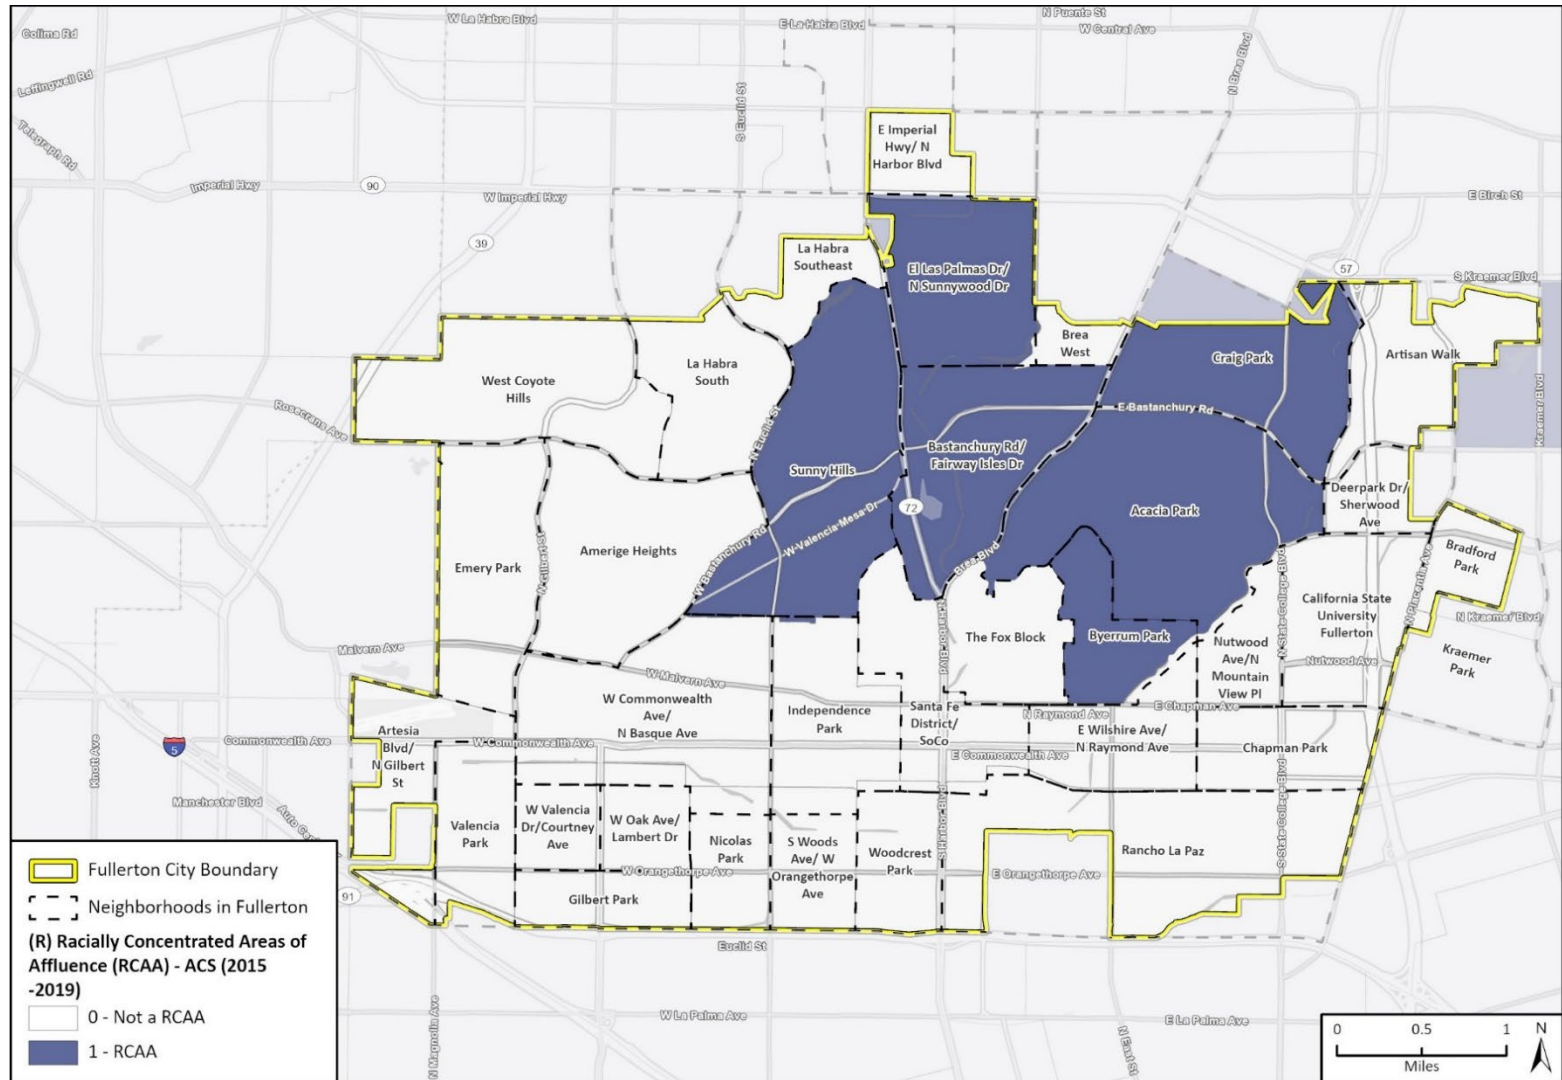 W La Habra Blvd
E La Habra Blvd
N Puente St
W Central Ave
Colima Rd
Leffingwell Rd
N Brea Blvd
Telegraph Rd
S Euclid St
E Imperial
Hwy/ N
Harbor Blvd
Imperial Hwy
90
W Imperial Hwy
E Birch St
39
La Habra
Southeast
El Las Palmas Dr/
N Sunnywood Dr
57
S Kraemer Blvd
Brea
West
Craig Park
Artisan Walk
West Coyote
Hills
La Habra
South
Rosecrans Ave
N Euclid St
E Bastanchury Rd
Kraemer Blvd
Sunny Hills
Bastanchury Rd/
Fairway Isles Dr
Deerpark Dr/
Sherwood
Ave
72
Acacia Park
W Valencia Mesa Dr
W Bastanchury Rd
N Gilbert St
Amerige Heights
Emery Park
Brea Blvd
Bradford
Park
N Placentia Ave
California State
University
Fullerton
N State College Blvd
N Kraemer Blvd
N Harbor Blvd
The Fox Block
Byerrum Park
Nutwood
Ave/N
Mountain
View Pl
Nutwood Ave
Kraemer
Park
Malvern Ave
W Malvern Ave
W Commonwealth
Ave/
N Basque Ave
Independence
Park
Santa Fe
District/
SoCo
N Raymond Ave
E Chapman Ave
E Wilshire Ave/
N Raymond Ave
Chapman Park
Artesia
Blvd/
N Gilbert
St
5
Commonwealth Ave
W Commonwealth Ave
E Commonwealth Ave
Knott Ave
Manchester Blvd
Auto Cen
Valencia
Park
W Valencia
Dr/Courtney
Ave
W Oak Ave/
Lambert Dr
Nicolas
Park
S Woods
Ave/ W
Orangethorpe
Ave
Woodcrest
Park
S Harbor Blvd
Rancho La Paz
S State College Blvd
W Orangethorpe Ave
E Orangethorpe Ave
Gilbert Park
91
Euclid St
N Magnolia Ave
W La Palma Ave
E La Palma Ave
N East St
Fullerton City Boundary
Neighborhoods in Fullerton
(R) Racially Concentrated Areas of
Affluence (RCAA) - ACS (2015
-2019)
0 - Not a RCAA
1 - RCAA
0 0.5 1
Miles
N